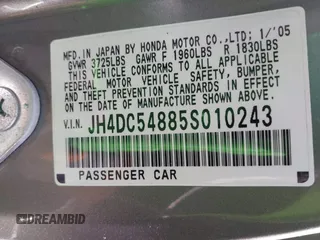 MFD. IN JAPAN BY HONDA MOTOR CO., LTD. 1/'05
GVWR 3725LBS GAWR F 1960LBS R 1830LBS
THIS VEHICLE CONFORMS TO ALL APPLICABLE
FEDERAL MOTOR VEHICLE SAFETY, BUMPER,
AND THEFT PREVENTION STANDARDS IN EFFECT
ON THE DATE OF MANUFACTURE SHOWN ABOVE.
V.I.N. JH4DC54885S010243
PASSENGER CAR
DREAMBID